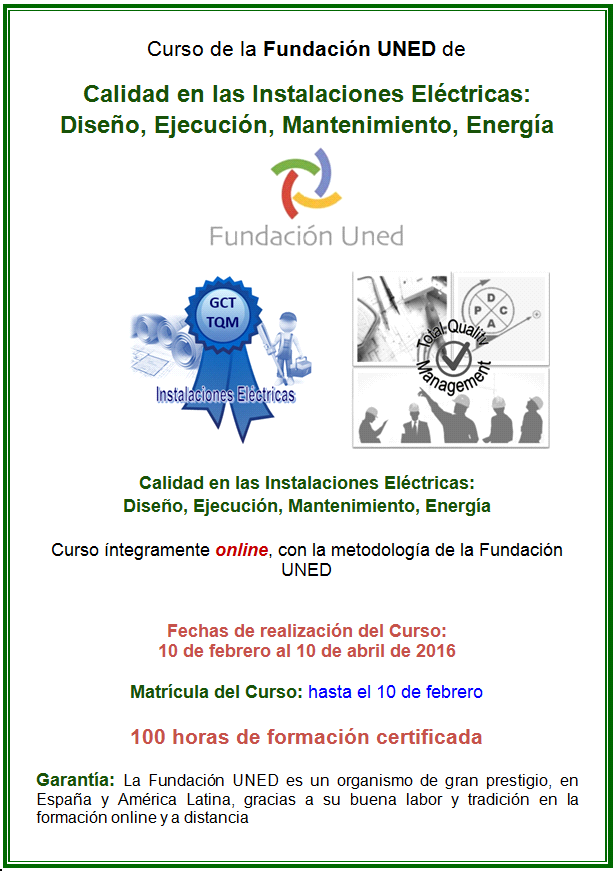 Curso de la Fundación UNED de
Calidad en las Instalaciones Eléctricas:
Diseño, Ejecución, Mantenimiento, Energía
Fundación Uned
GCT
TQM
Instalaciones Eléctricas
P D C A
Total Quality
Management
Calidad en las Instalaciones Eléctricas:
Diseño, Ejecución, Mantenimiento, Energía
Curso íntegramente online, con la metodología de la Fundación
UNED
Fechas de realización del Curso:
10 de febrero al 10 de abril de 2016
Matrícula del Curso: hasta el 10 de febrero
100 horas de formación certificada
Garantía: La Fundación UNED es un organismo de gran prestigio, en
España y América Latina, gracias a su buena labor y tradición en la
formación online y a distancia